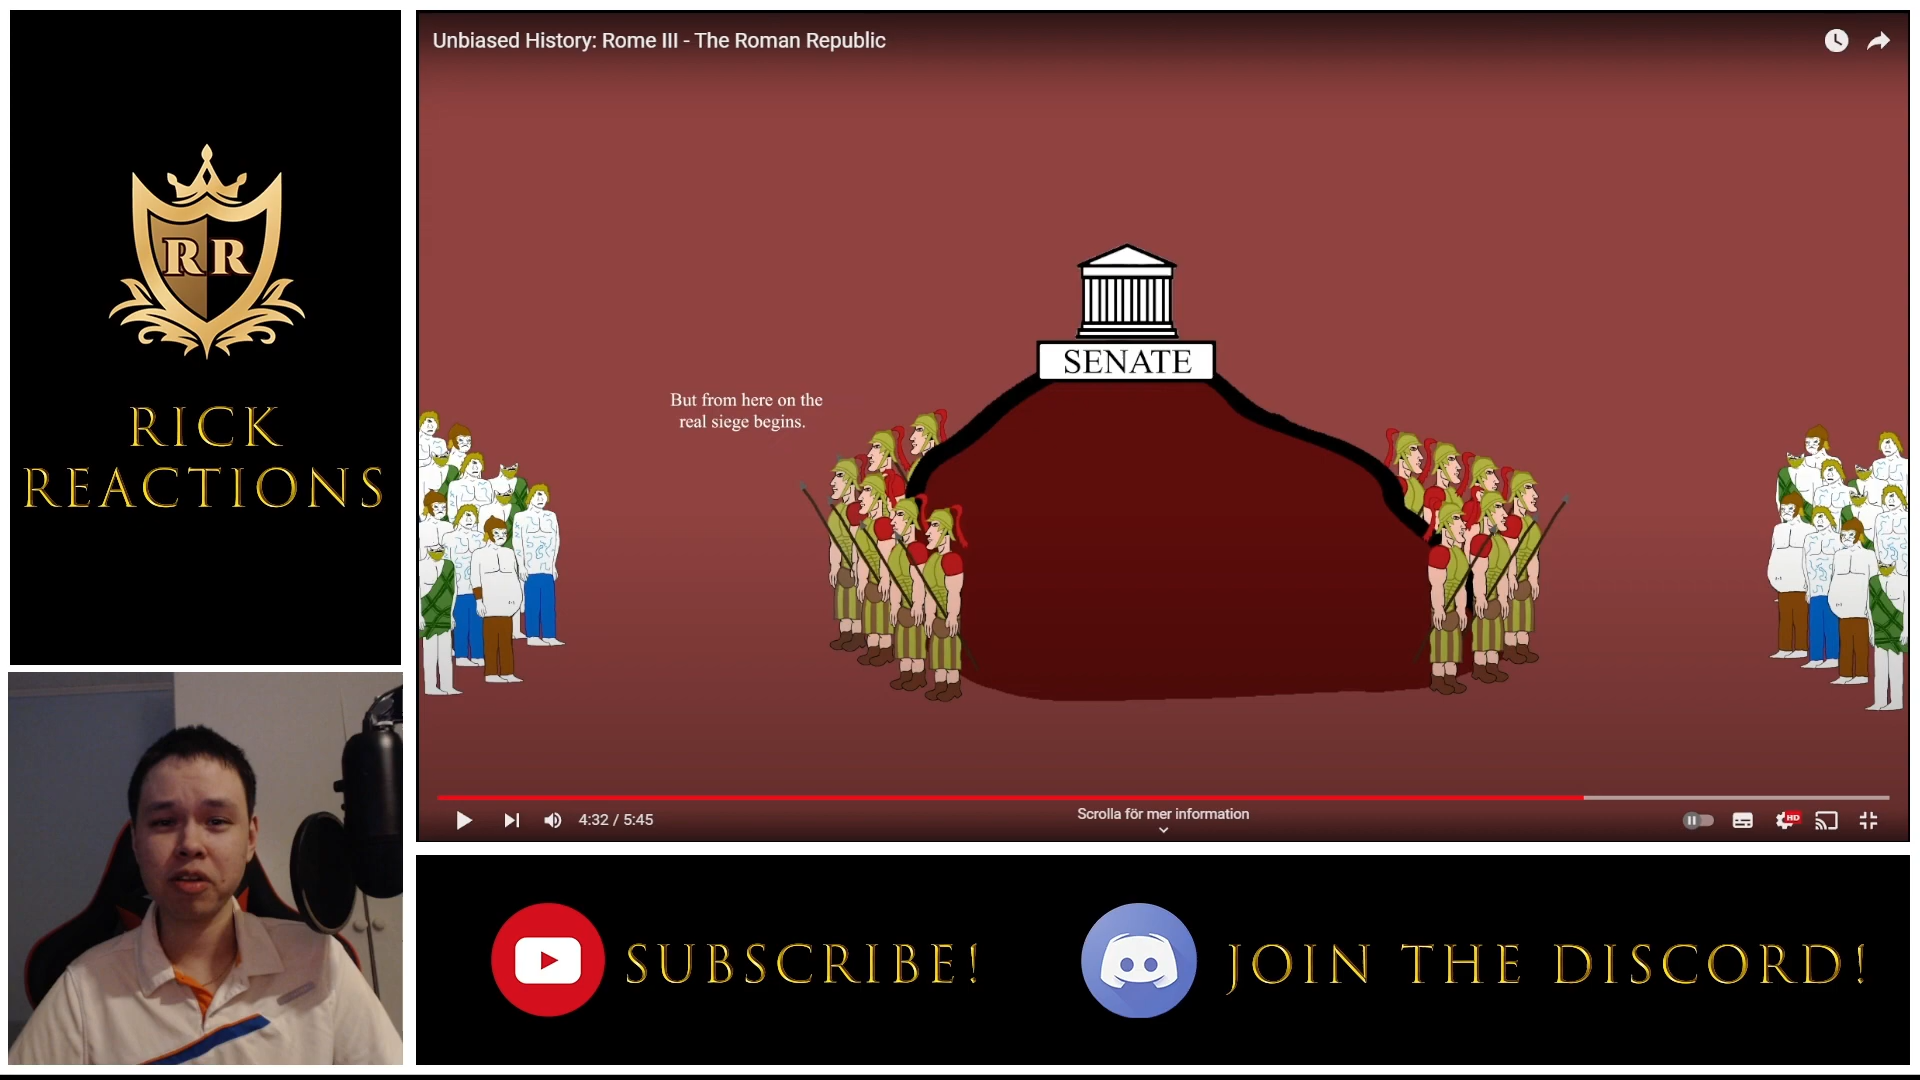 Unbiased History: Rome III - The Roman Republic
RR
RICK
REACTIONS
SENATE
But from here on the
real siege begins.
4:32 / 5:45
Scrolla för mer information
HD
SUBSCRIBE!
JOIN THE DISCORD!